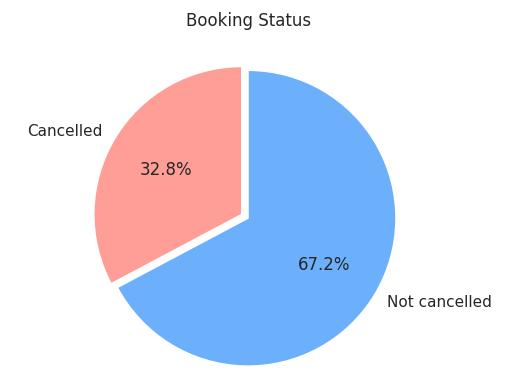 Booking Status
Cancelled
32.8%
67.2%
Not cancelled